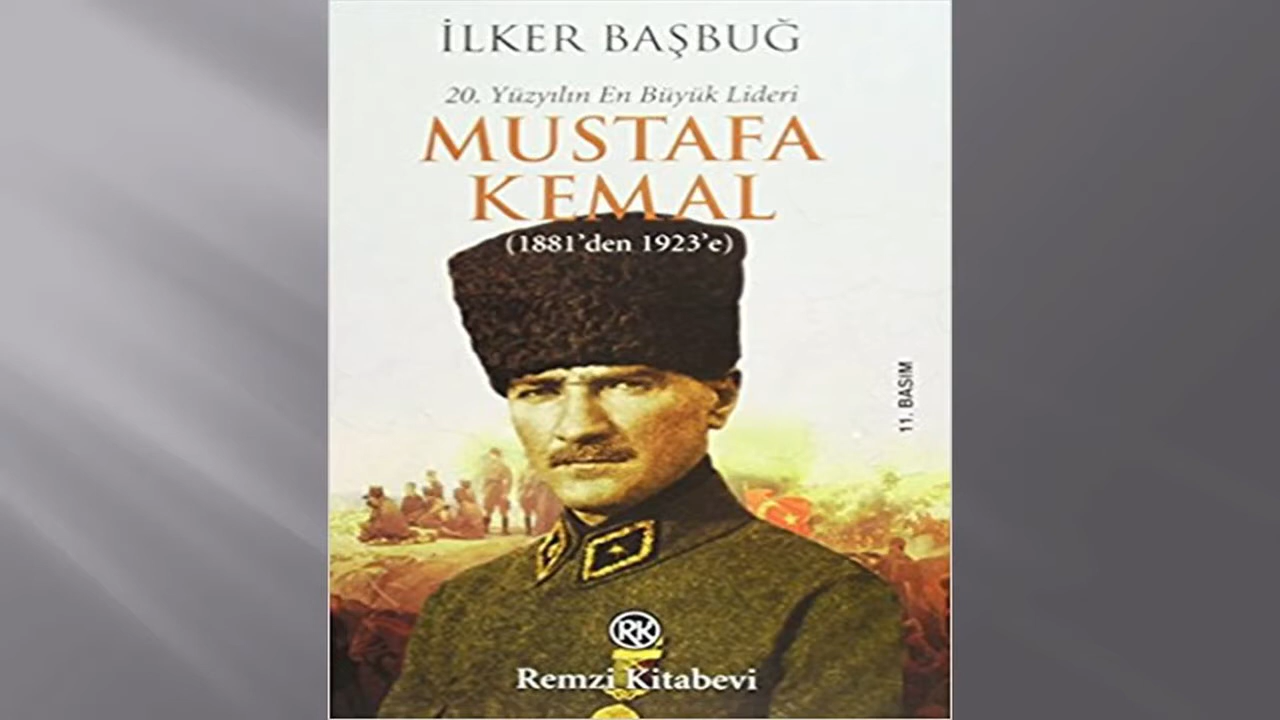 İLKER BAŞBUĞ
20. Yüzyılın En Büyük Lideri
MUSTAFA
KEMAL
(1881'den 1923'e)
11. BASIM
RK
Remzi Kitabevi